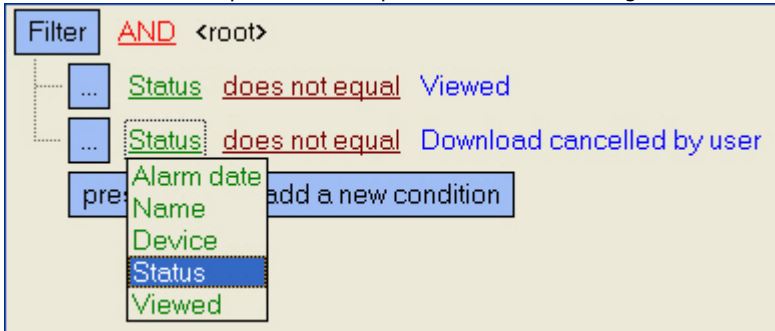 Filter AND <root>
... Status does not equal Viewed
... Status does not equal Download cancelled by user
Alarm date
pres add a new condition
Name
Device
Status
Viewed